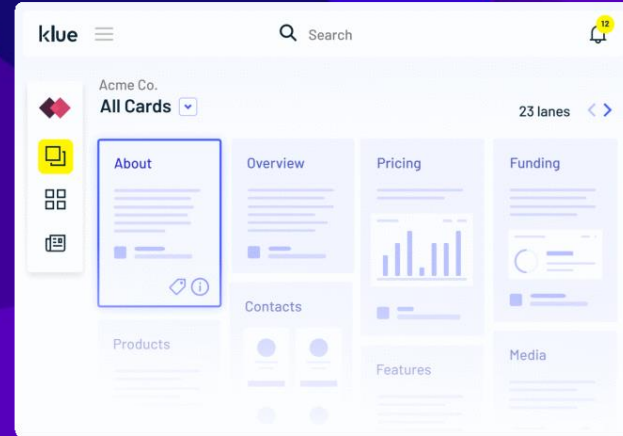 klue
Search
12
Acme Co.
All Cards
23 lanes
About
Overview
Pricing
Funding
Contacts
Products
Features
Media